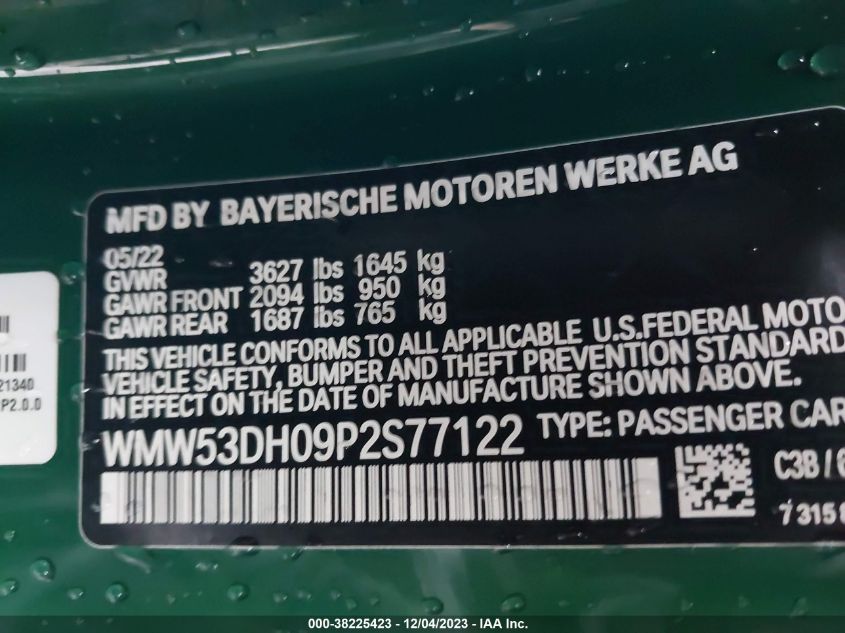 MFD BY BAYERISCHE MOTOREN WERKE AG
05/22
GVWR 3627 lbs 1645 kg
GAWR FRONT 2094 lbs 950 kg
GAWR REAR 1687 lbs 765 kg
THIS VEHICLE CONFORMS TO ALL APPLICABLE U.S.FEDERAL MOTO
VEHICLE SAFETY, BUMPER AND THEFT PREVENTION STANDARD
IN EFFECT ON THE DATE OF MANUFACTURE SHOWN ABOVE.
WMW53DH09P2S77122 TYPE: PASSENGER CAR
C3B / 6
73158
21340
P2.0.0
000-38225423 - 12/04/2023 - IAA Inc.